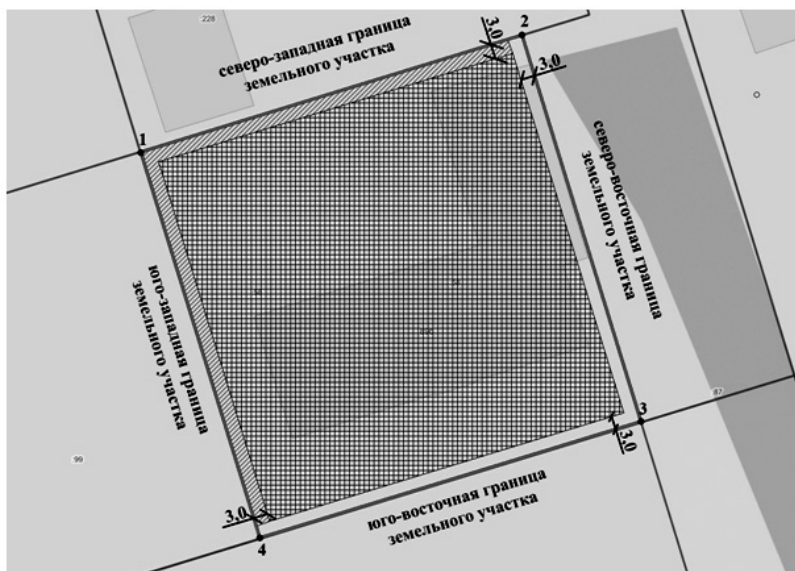 228
северо-западная граница
земельного участка
3,0
2
3,0
1
северо-восточная граница
земельного участка
юго-западная граница
земельного участка
87
3
3,0
99
3,0
4
юго-восточная граница
земельного участка